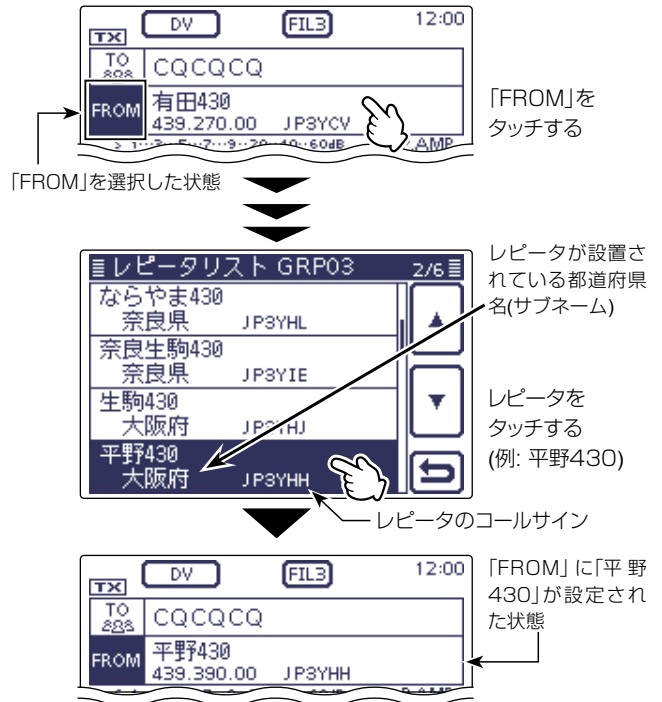 TX DV FIL3 12:00
TO CQCQCQ
FROM 有田430
439.270.00 JP3YCV
「FROM」を
タッチする
「FROM」を選択した状態
レピータリスト GRP03 2/6
ならやま430
奈良県 JP3YHL
奈良生駒430
奈良県 JP3YIE
生駒430
大阪府 JP3YHJ
平野430
大阪府 JP3YHH
レピータが設置さ
れている都道府県
名(サブネーム)
レピータを
タッチする
(例: 平野430)
レピータのコールサイン
TX DV FIL3 12:00
TO CQCQCQ
FROM 平野430
439.390.00 JP3YHH
「FROM」に「平野
430」が設定され
た状態